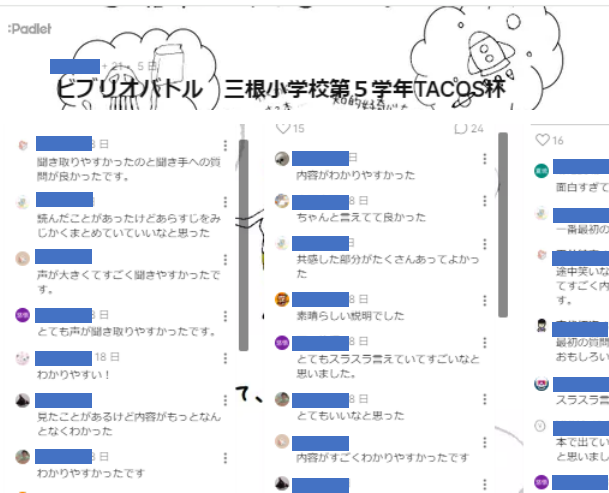 :Padlet
+ 21 • 5 日
ビブリオバトル 三根小学校第5学年TACOS杯
8 日
聞き取りやすかったのと聞き手への質
問が良かったです。
読んだことがあったけどあらすじをみ
じかくまとめていていいなと思った
声が大きくてすごく聞きやすかったで
す。
8 日
とても声が聞き取りやすかったです。
18 日
わかりやすい！
見たことがあるけど内容がもっとなん
となくわかった
8 日
わかりやすかったです
15
24
日
内容がわかりやすかった
8 日
ちゃんと言えてて良かった
共感した部分がたくさんあってよかっ
た
8 日
素晴らしい説明でした
8 日
とてもスラスラ言えていてすごいなと
思いました。
8 日
とてもいいなと思った
内容がすごくわかりやすかったです
て、
16
面白すぎて
一番最初の
途中笑いな
てすごく内
す。
最初の質問
おもしろい
スラスラ言
本で出てい
と思いまし